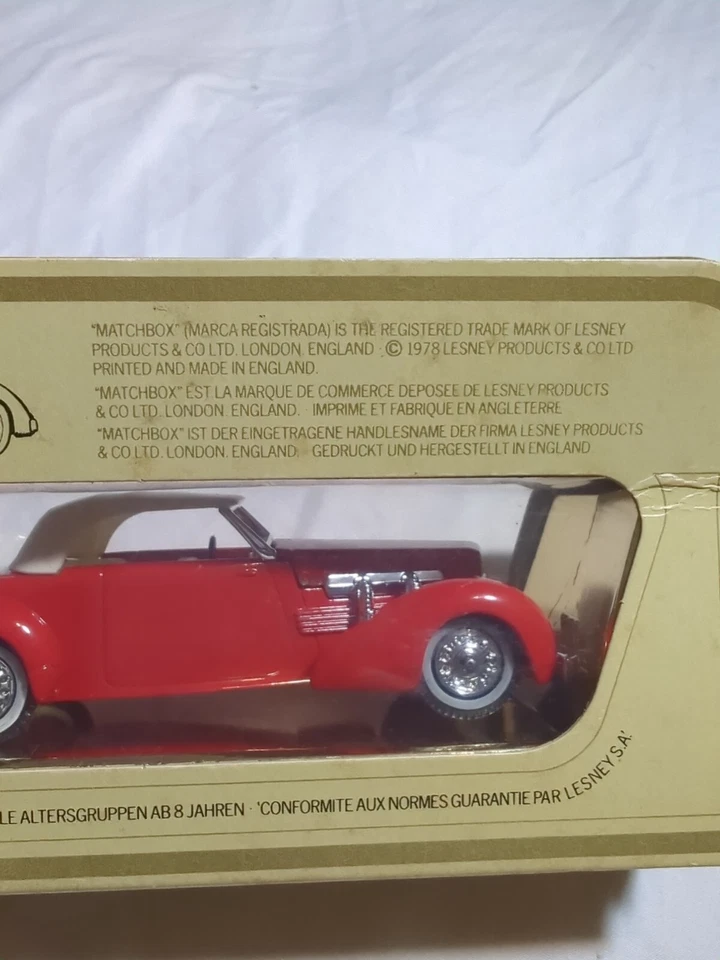 "MATCHBOX" (MARCA REGISTRADA) IS THE REGISTERED TRADE MARK OF LESNEY
PRODUCTS & CO LTD. LONDON. ENGLAND © 1978 LESNEY PRODUCTS & CO LTD
PRINTED AND MADE IN ENGLAND.
"MATCHBOX" EST LA MARQUE DE COMMERCE DEPOSEE DE LESNEY PRODUCTS
& CO LTD. LONDON. ENGLAND. IMPRIME ET FABRIQUE EN ANGLETERRE
"MATCHBOX" IST DER EINGETRAGENE HANDLESNAME DER FIRMA LESNEY PRODUCTS
& CO LTD. LONDON. ENGLAND. GEDRUCKT UND HERGESTELLT IN ENGLAND
LE ALTERSGRUPPEN AB 8 JAHREN · 'CONFORMITE AUX NORMES GUARANTIE PAR LESNEY S.A.'